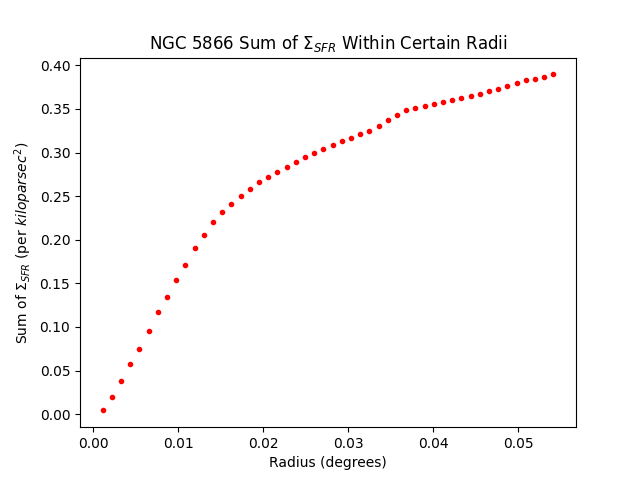 NGC 5866 Sum of Σ_SFR Within Certain Radii
Sum of Σ_SFR (per kiloparsec²)
0.40
0.35
0.30
0.25
0.20
0.15
0.10
0.05
0.00
0.00 0.01 0.02 0.03 0.04 0.05
Radius (degrees)